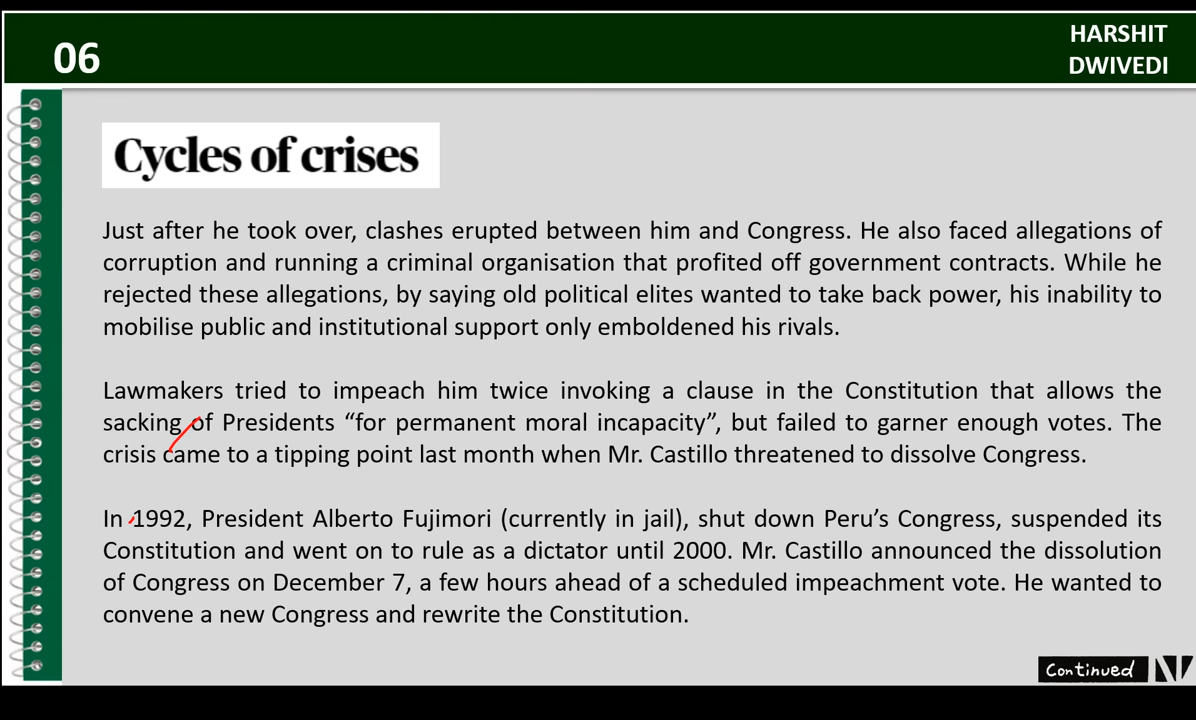 06
HARSHIT
DWIVEDI
Cycles of crises
Just after he took over, clashes erupted between him and Congress. He also faced allegations of
corruption and running a criminal organisation that profited off government contracts. While he
rejected these allegations, by saying old political elites wanted to take back power, his inability to
mobilise public and institutional support only emboldened his rivals.
Lawmakers tried to impeach him twice invoking a clause in the Constitution that allows the
sacking of Presidents “for permanent moral incapacity”, but failed to garner enough votes. The
crisis came to a tipping point last month when Mr. Castillo threatened to dissolve Congress.
In 1992, President Alberto Fujimori (currently in jail), shut down Peru’s Congress, suspended its
Constitution and went on to rule as a dictator until 2000. Mr. Castillo announced the dissolution
of Congress on December 7, a few hours ahead of a scheduled impeachment vote. He wanted to
convene a new Congress and rewrite the Constitution.
Continued